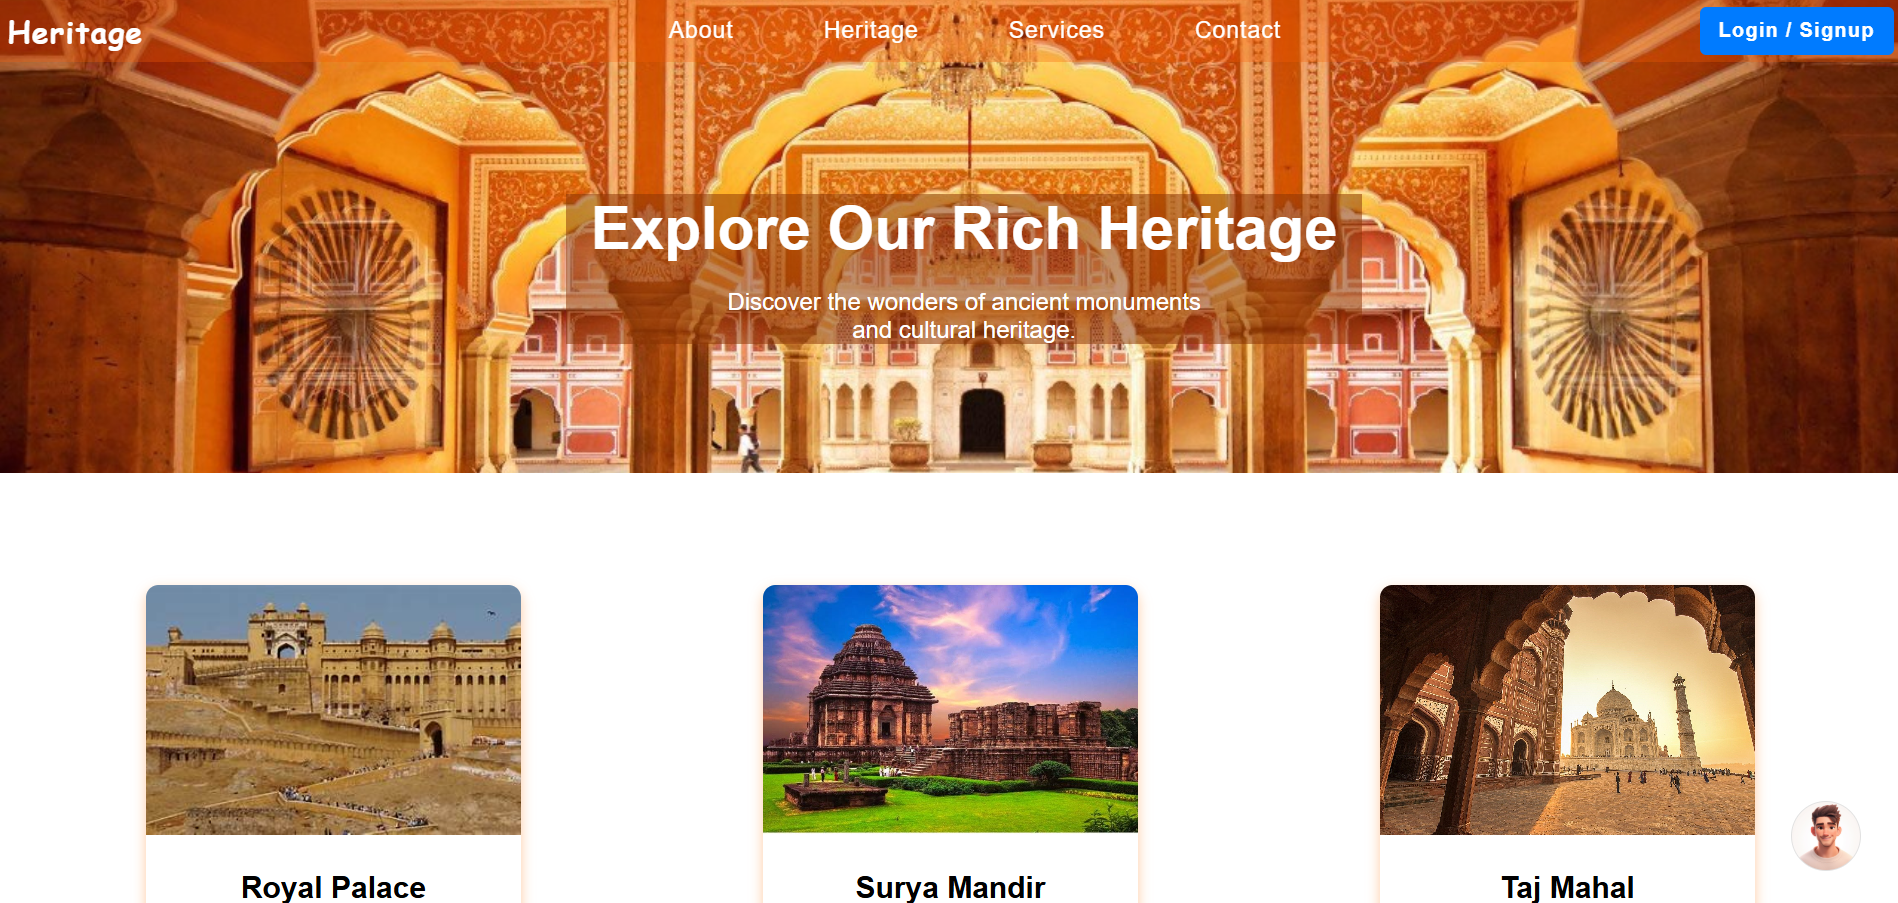 Heritage
About
Heritage
Services
Contact
Login / Signup
Explore Our Rich Heritage
Discover the wonders of ancient monuments
and cultural heritage.
Royal Palace
Surya Mandir
Taj Mahal